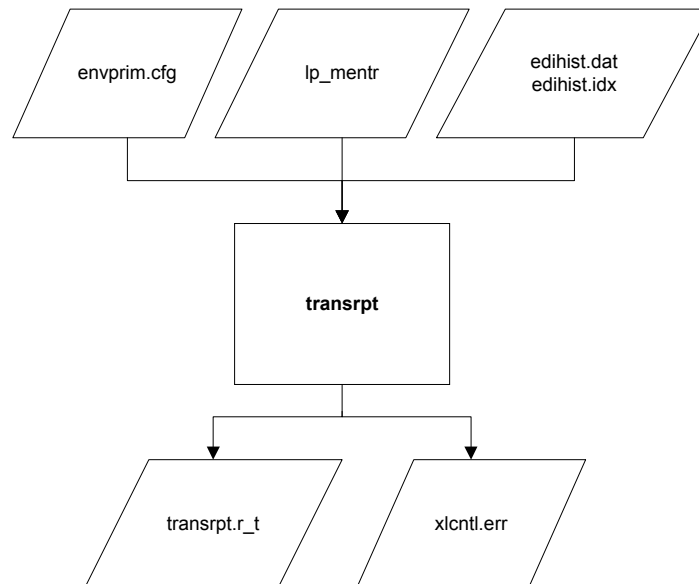 envprim.cfg
lp_mentr
edihist.dat
edihist.idx
transrpt
transrpt.r_t
xlcntl.err